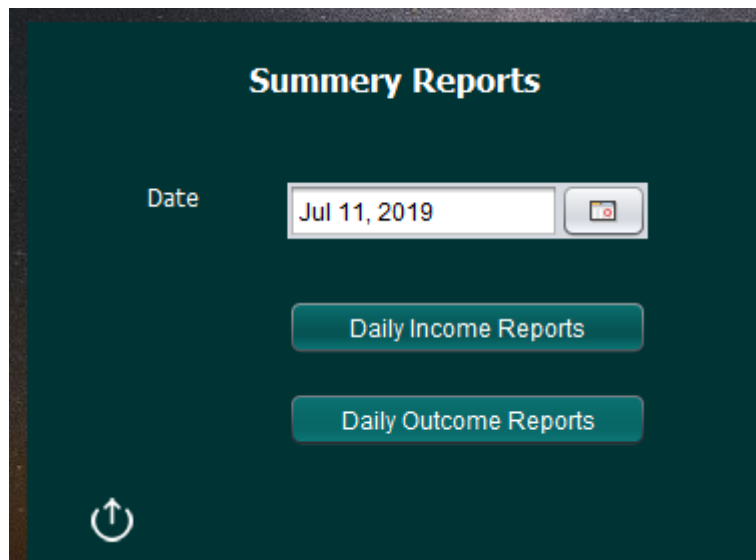 Summery Reports
Date
Jul 11, 2019
Daily Income Reports
Daily Outcome Reports